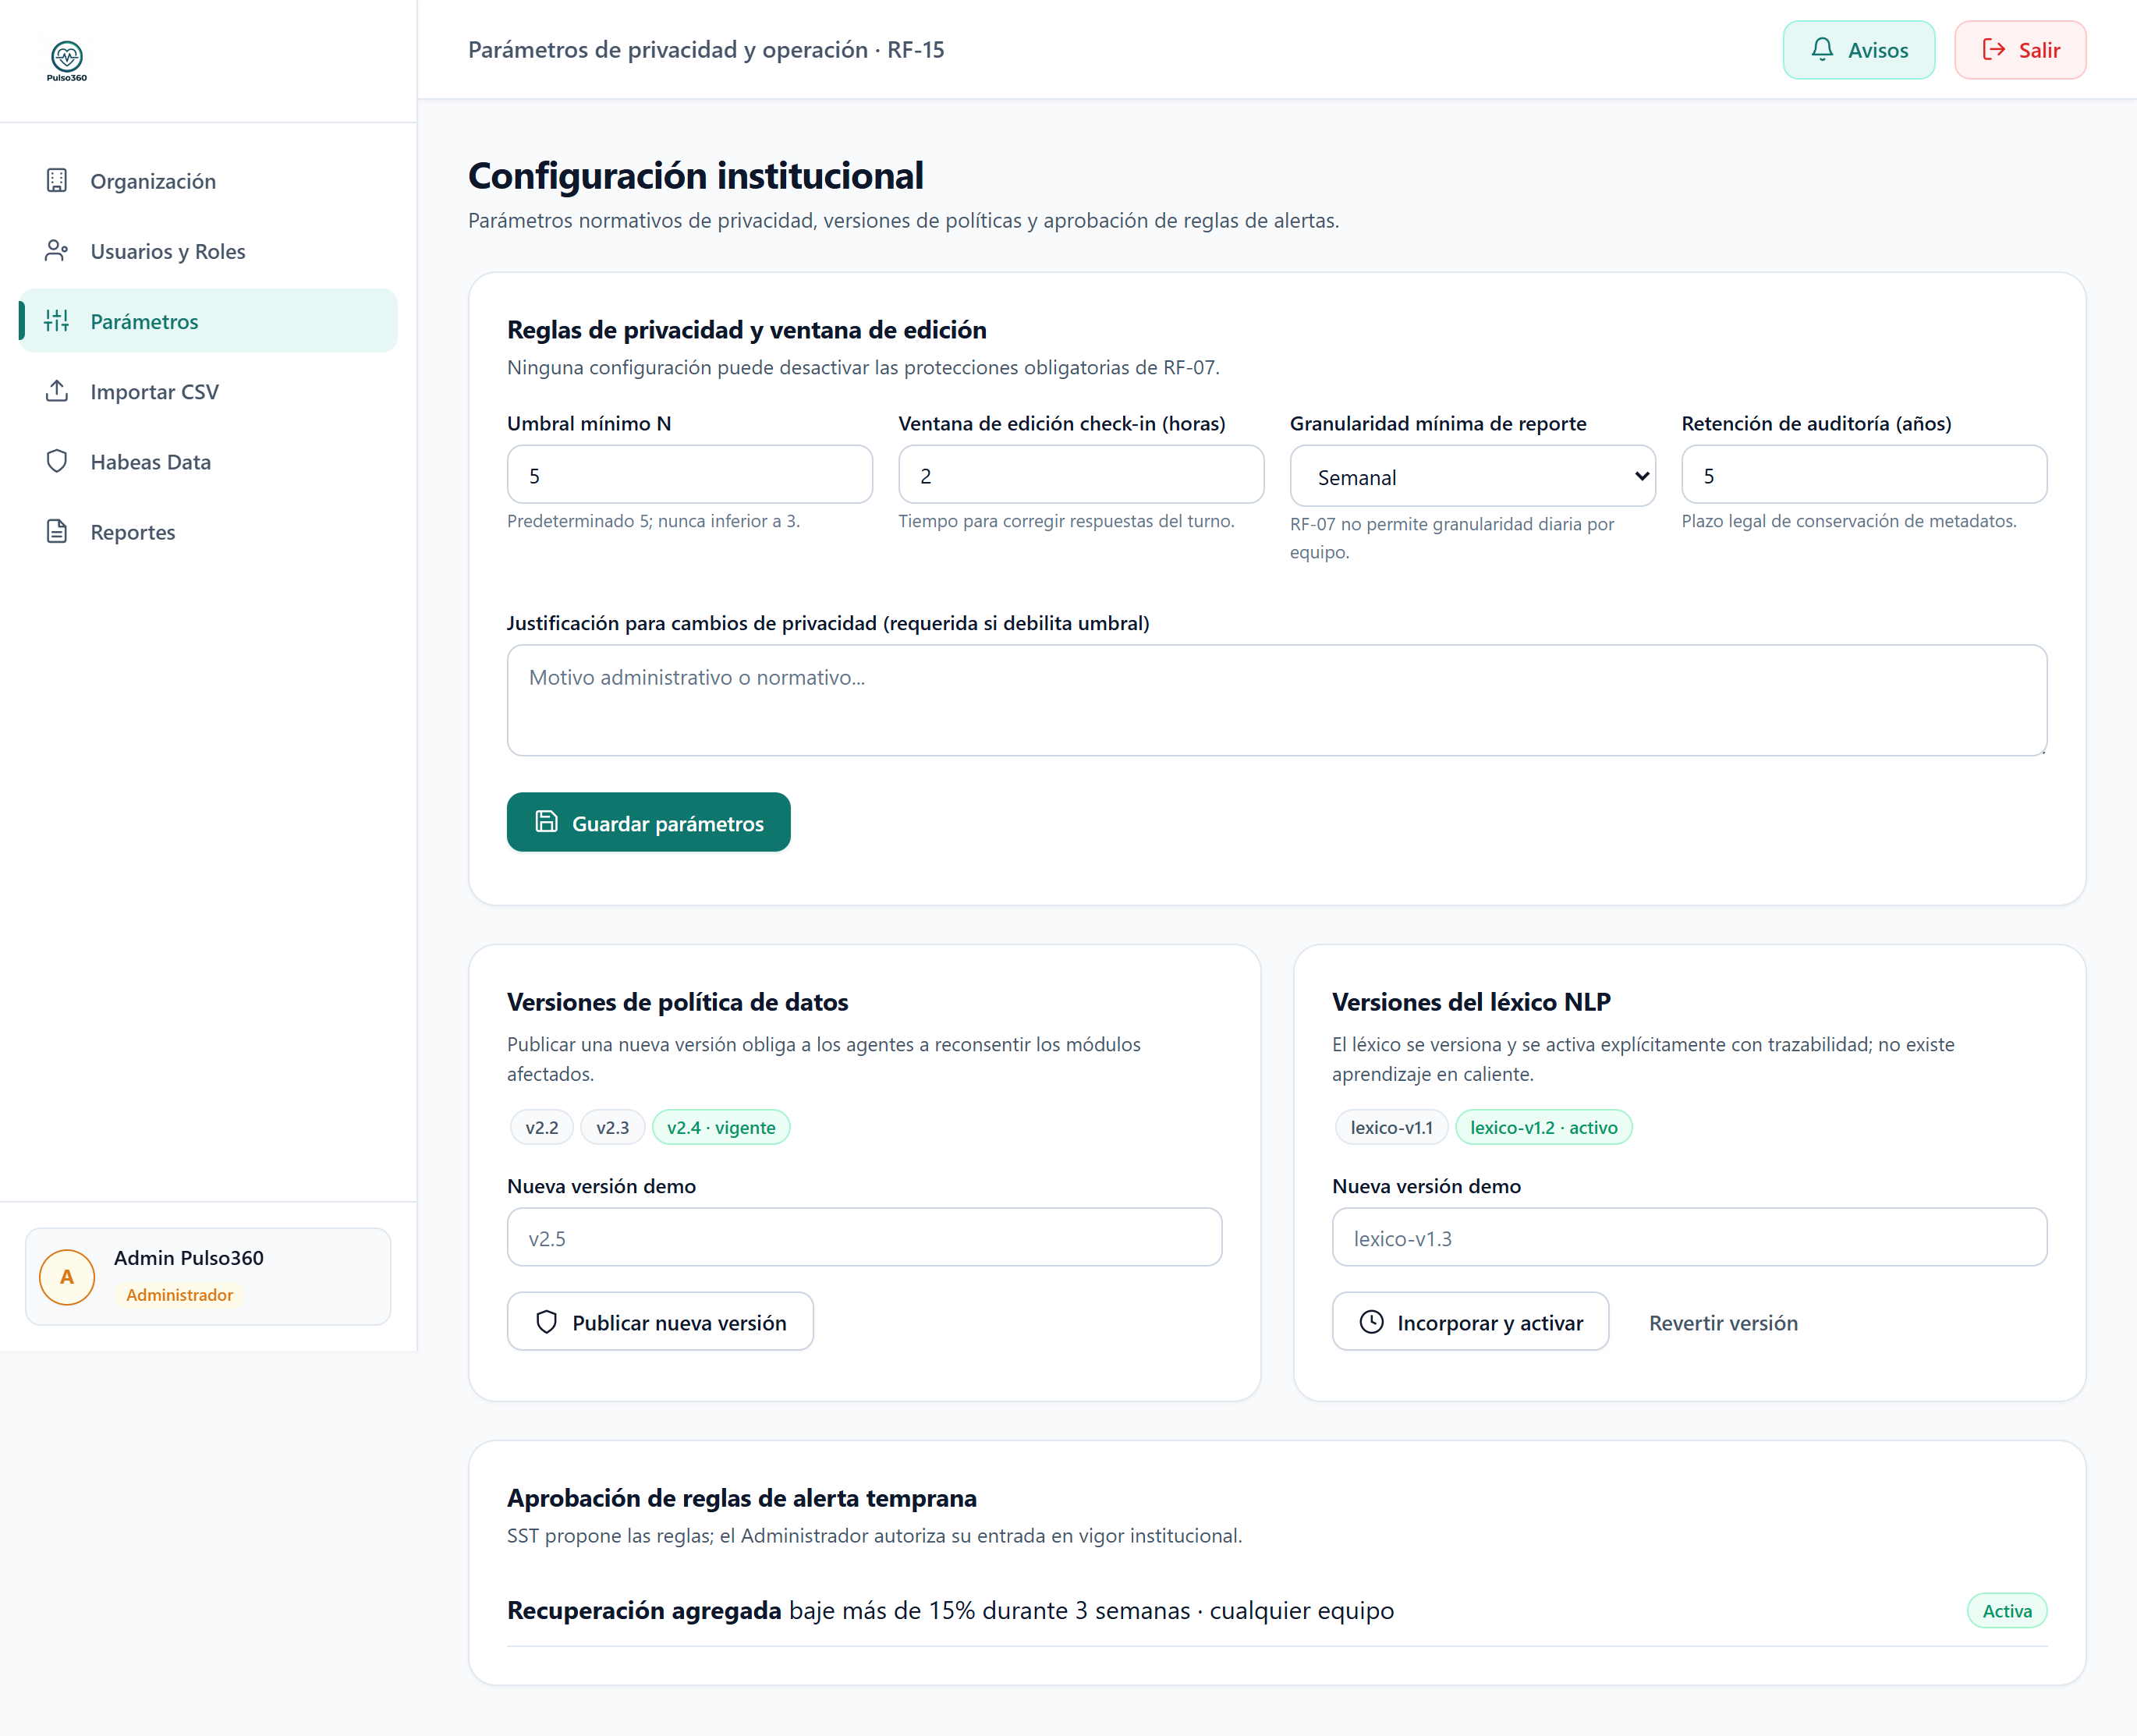 Pulso360
Parámetros de privacidad y operación · RF-15
Avisos
Salir
Organización
Usuarios y Roles
Parámetros
Importar CSV
Habeas Data
Reportes
Admin Pulso360
A
Administrador
Configuración institucional
Parámetros normativos de privacidad, versiones de políticas y aprobación de reglas de alertas.
Reglas de privacidad y ventana de edición
Ninguna configuración puede desactivar las protecciones obligatorias de RF-07.
Umbral mínimo N
5
Predeterminado 5; nunca inferior a 3.
Ventana de edición check-in (horas)
2
Tiempo para corregir respuestas del turno.
Granularidad mínima de reporte
Semanal
RF-07 no permite granularidad diaria por
equipo.
Retención de auditoría (años)
5
Plazo legal de conservación de metadatos.
Justificación para cambios de privacidad (requerida si debilita umbral)
Motivo administrativo o normativo...
Guardar parámetros
Versiones de política de datos
Publicar una nueva versión obliga a los agentes a reconsentir los módulos
afectados.
v2.2
v2.3
v2.4 · vigente
Nueva versión demo
v2.5
Publicar nueva versión
Versiones del léxico NLP
El léxico se versiona y se activa explícitamente con trazabilidad; no existe
aprendizaje en caliente.
lexico-v1.1
lexico-v1.2 · activo
Nueva versión demo
lexico-v1.3
Incorporar y activar
Revertir versión
Aprobación de reglas de alerta temprana
SST propone las reglas; el Administrador autoriza su entrada en vigor institucional.
Recuperación agregada baje más de 15% durante 3 semanas · cualquier equipo
Activa